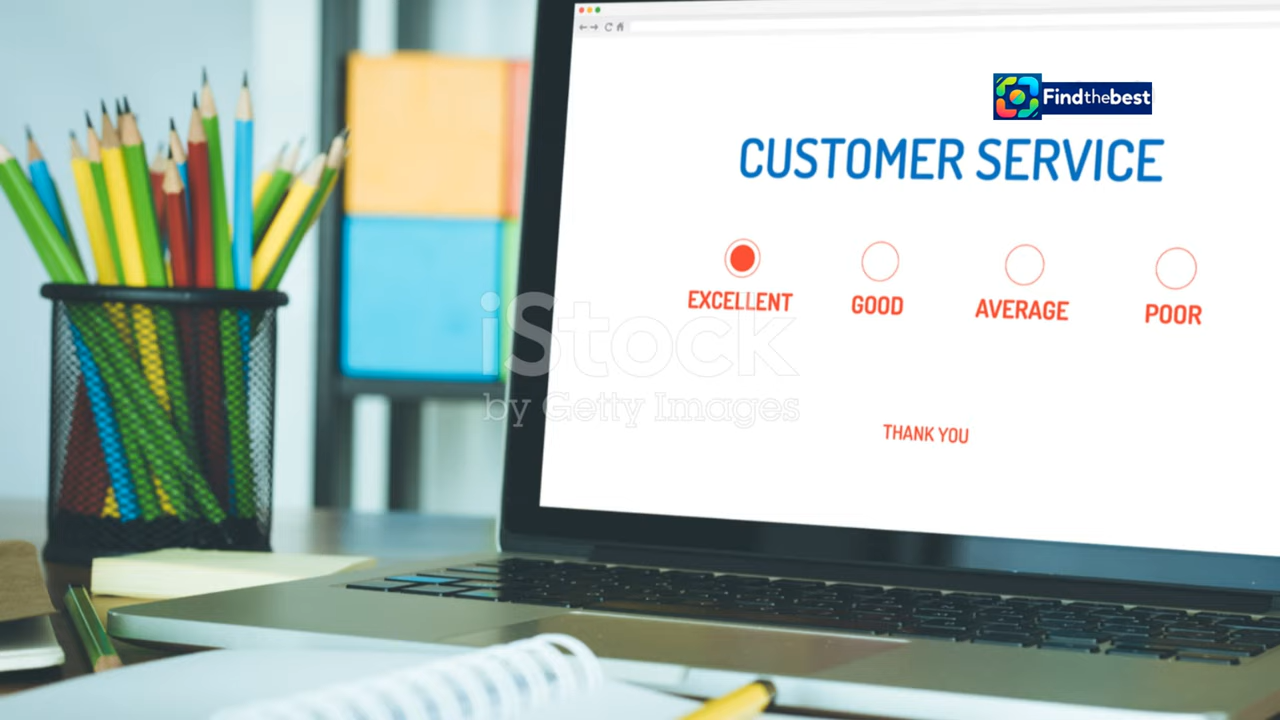 Findthebest
CUSTOMER SERVICE
EXCELLENT GOOD AVERAGE POOR
iStock
by Getty Images
THANK YOU